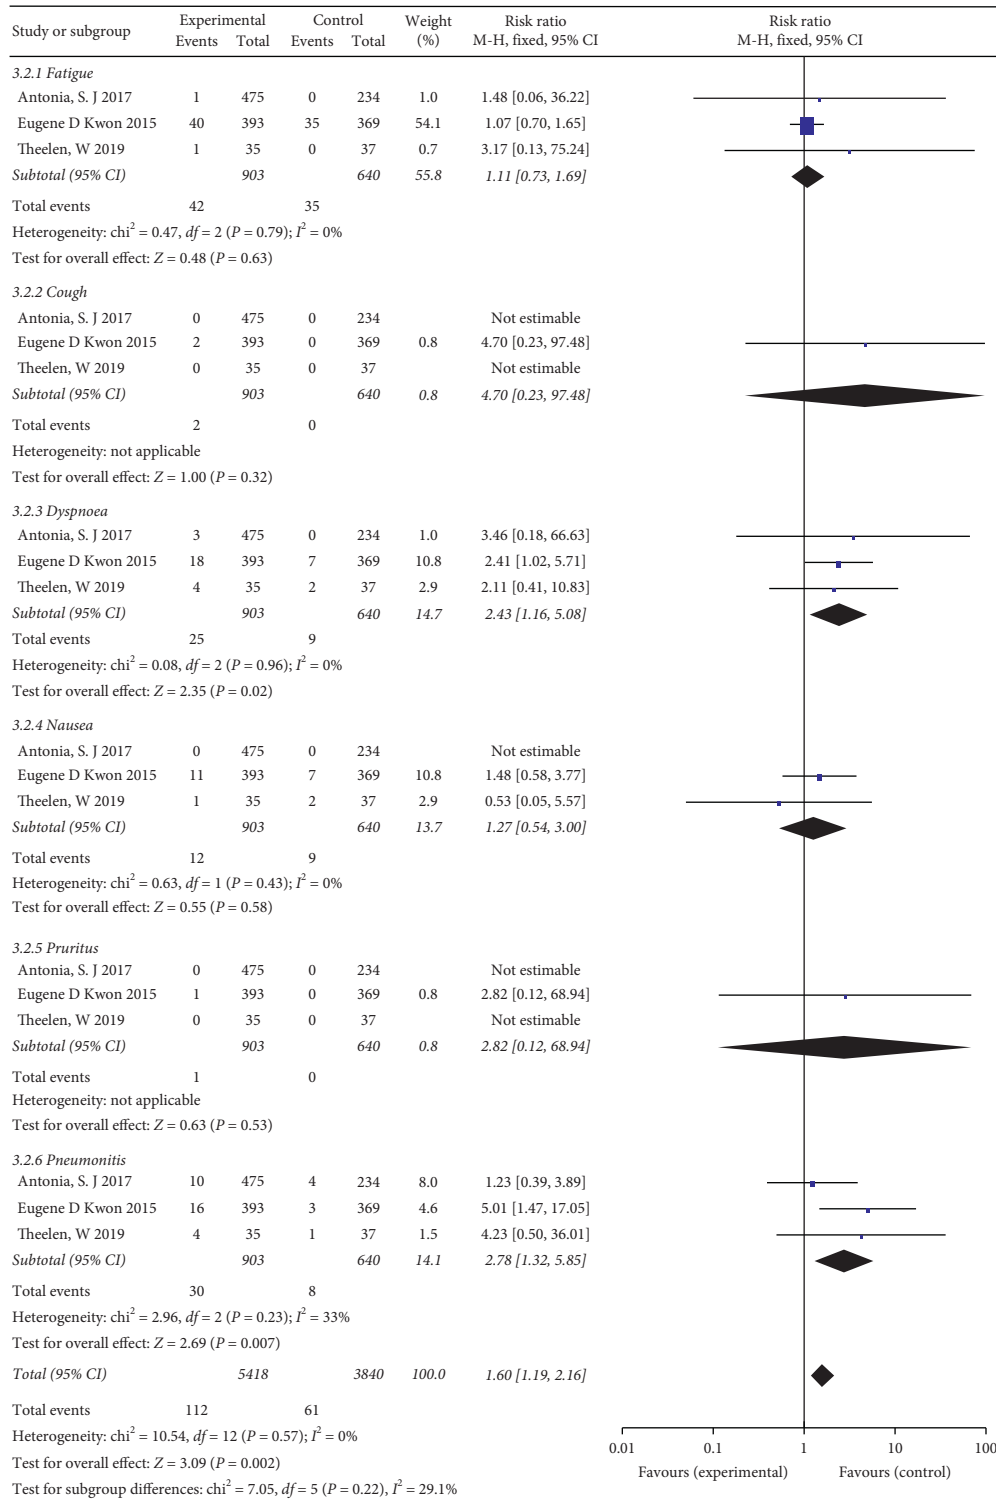 Study or subgroup Experimental Control Weight (%) Risk ratio M-H, fixed, 95% CI Risk ratio M-H, fixed, 95% CI
Events Total Events Total
3.2.1 Fatigue
Antonia, S. J 2017 1 475 0 234 1.0 1.48 [0.06, 36.22]
Eugene D Kwon 2015 40 393 35 369 54.1 1.07 [0.70, 1.65]
Theelen, W 2019 1 35 0 37 0.7 3.17 [0.13, 75.24]
Subtotal (95% CI) 903 640 55.8 1.11 [0.73, 1.69]
Total events 42 35
Heterogeneity: chi² = 0.47, df = 2 (P = 0.79); I² = 0%
Test for overall effect: Z = 0.48 (P = 0.63)
3.2.2 Cough
Antonia, S. J 2017 0 475 0 234 Not estimable
Eugene D Kwon 2015 2 393 0 369 0.8 4.70 [0.23, 97.48]
Theelen, W 2019 0 35 0 37 Not estimable
Subtotal (95% CI) 903 640 0.8 4.70 [0.23, 97.48]
Total events 2 0
Heterogeneity: not applicable
Test for overall effect: Z = 1.00 (P = 0.32)
3.2.3 Dyspnoea
Antonia, S. J 2017 3 475 0 234 1.0 3.46 [0.18, 66.63]
Eugene D Kwon 2015 18 393 7 369 10.8 2.41 [1.02, 5.71]
Theelen, W 2019 4 35 2 37 2.9 2.11 [0.41, 10.83]
Subtotal (95% CI) 903 640 14.7 2.43 [1.16, 5.08]
Total events 25 9
Heterogeneity: chi² = 0.08, df = 2 (P = 0.96); I² = 0%
Test for overall effect: Z = 2.35 (P = 0.02)
3.2.4 Nausea
Antonia, S. J 2017 0 475 0 234 Not estimable
Eugene D Kwon 2015 11 393 7 369 10.8 1.48 [0.58, 3.77]
Theelen, W 2019 1 35 2 37 2.9 0.53 [0.05, 5.57]
Subtotal (95% CI) 903 640 13.7 1.27 [0.54, 3.00]
Total events 12 9
Heterogeneity: chi² = 0.63, df = 1 (P = 0.43); I² = 0%
Test for overall effect: Z = 0.55 (P = 0.58)
3.2.5 Pruritus
Antonia, S. J 2017 0 475 0 234 Not estimable
Eugene D Kwon 2015 1 393 0 369 0.8 2.82 [0.12, 68.94]
Theelen, W 2019 0 35 0 37 Not estimable
Subtotal (95% CI) 903 640 0.8 2.82 [0.12, 68.94]
Total events 1 0
Heterogeneity: not applicable
Test for overall effect: Z = 0.63 (P = 0.53)
3.2.6 Pneumonitis
Antonia, S. J 2017 10 475 4 234 8.0 1.23 [0.39, 3.89]
Eugene D Kwon 2015 16 393 3 369 4.6 5.01 [1.47, 17.05]
Theelen, W 2019 4 35 1 37 1.5 4.23 [0.50, 36.01]
Subtotal (95% CI) 903 640 14.1 2.78 [1.32, 5.85]
Total events 30 8
Heterogeneity: chi² = 2.96, df = 2 (P = 0.23); I² = 33%
Test for overall effect: Z = 2.69 (P = 0.007)
Total (95% CI) 5418 3840 100.0 1.60 [1.19, 2.16]
Total events 112 61
Heterogeneity: chi² = 10.54, df = 12 (P = 0.57); I² = 0%
Test for overall effect: Z = 3.09 (P = 0.002)
Test for subgroup differences: chi² = 7.05, df = 5 (P = 0.22), I² = 29.1%
0.01 0.1 1 10 100
Favours (experimental) Favours (control)